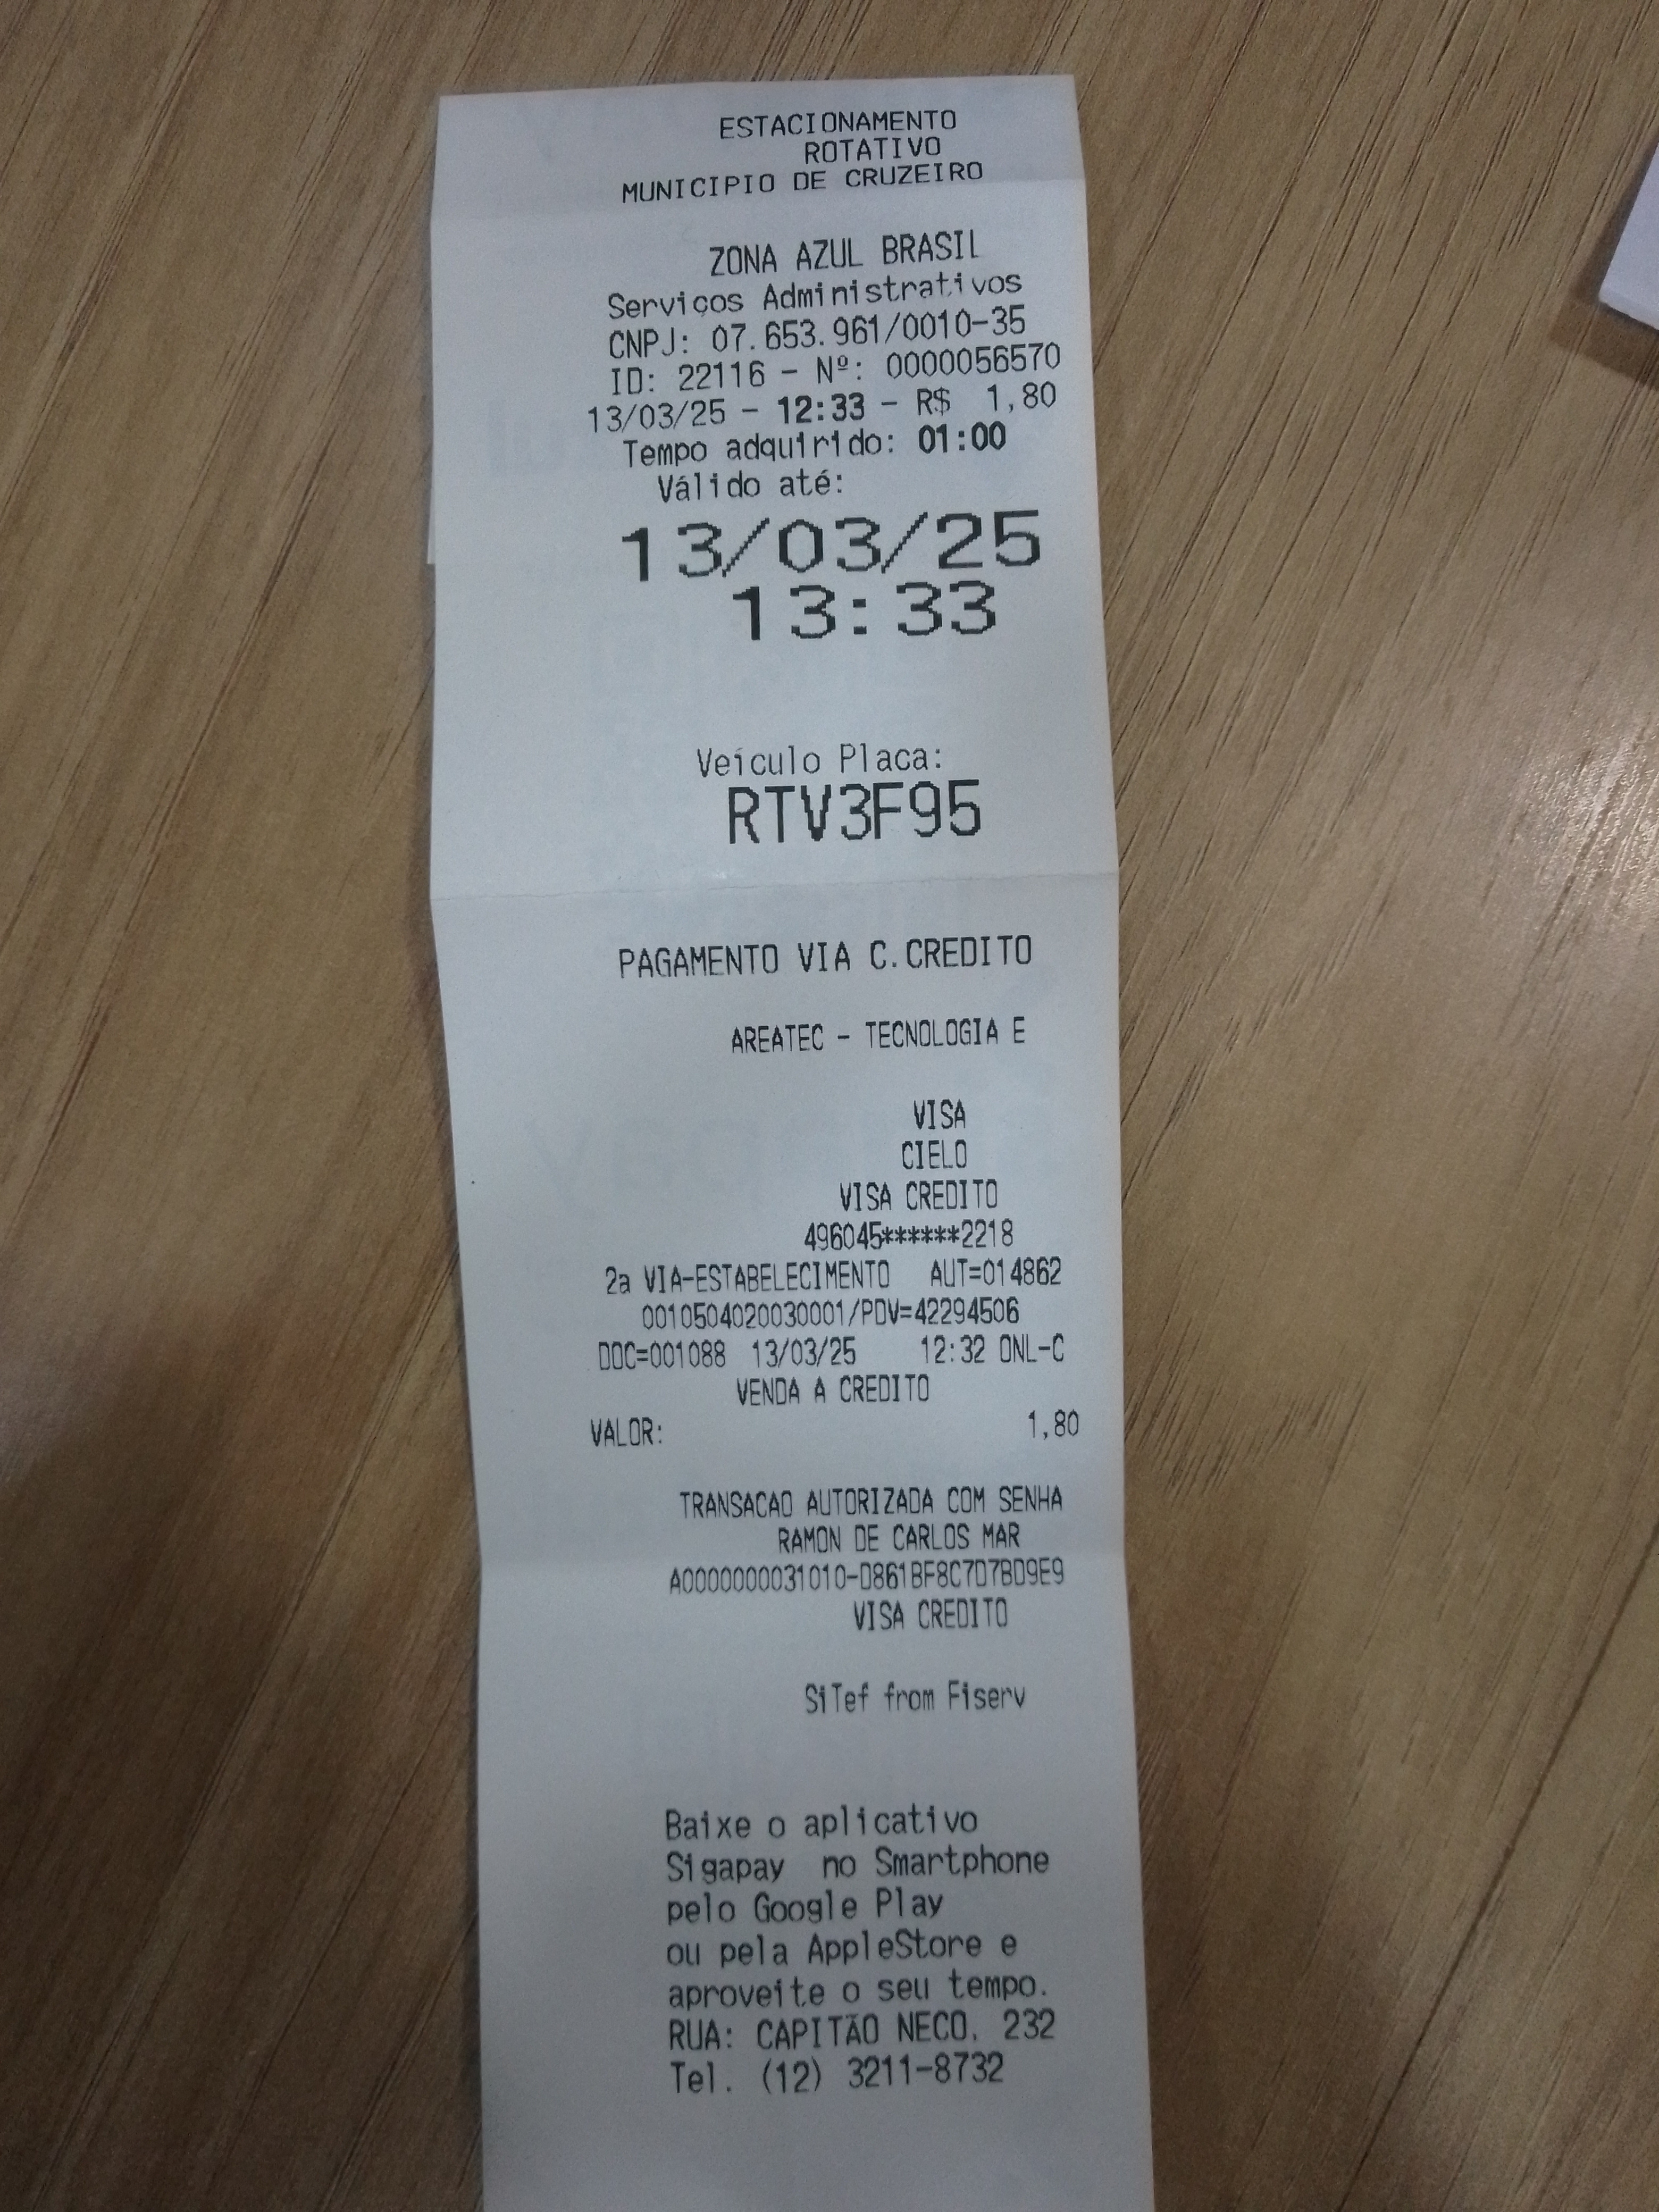 ESTACIONAMENTO
ROTATIVO
MUNICIPIO DE CRUZEIRO
ZONA AZUL BRASIL
Serviços Administrativos
CNPJ: 07.653.961/0010-35
ID: 22116 - Nº: 0000056570
13/03/25 - 12:33 - R$ 1,80
Tempo adquirido: 01:00
Válido até:
13/03/25
13:33
Veículo Placa:
RTV3F95
PAGAMENTO VIA C.CREDITO
AREATEC - TECNOLOGIA E
VISA
CIELO
VISA CREDITO
496045******2218
2a VIA-ESTABELECIMENTO AUT=014862
0010504020030001/PDV=42294506
DOC=001088 13/03/25 12:32 ONL-C
VENDA A CREDITO
VALOR: 1,80
TRANSACAO AUTORIZADA COM SENHA
RAMON DE CARLOS MAR
A0000000031010-D861BF8C7D7BD9E9
VISA CREDITO
SiTef from Fiserv
Baixe o aplicativo
Sigapay no Smartphone
pelo Google Play
ou pela AppleStore e
aproveite o seu tempo.
RUA: CAPITÃO NECO, 232
Tel. (12) 3211-8732